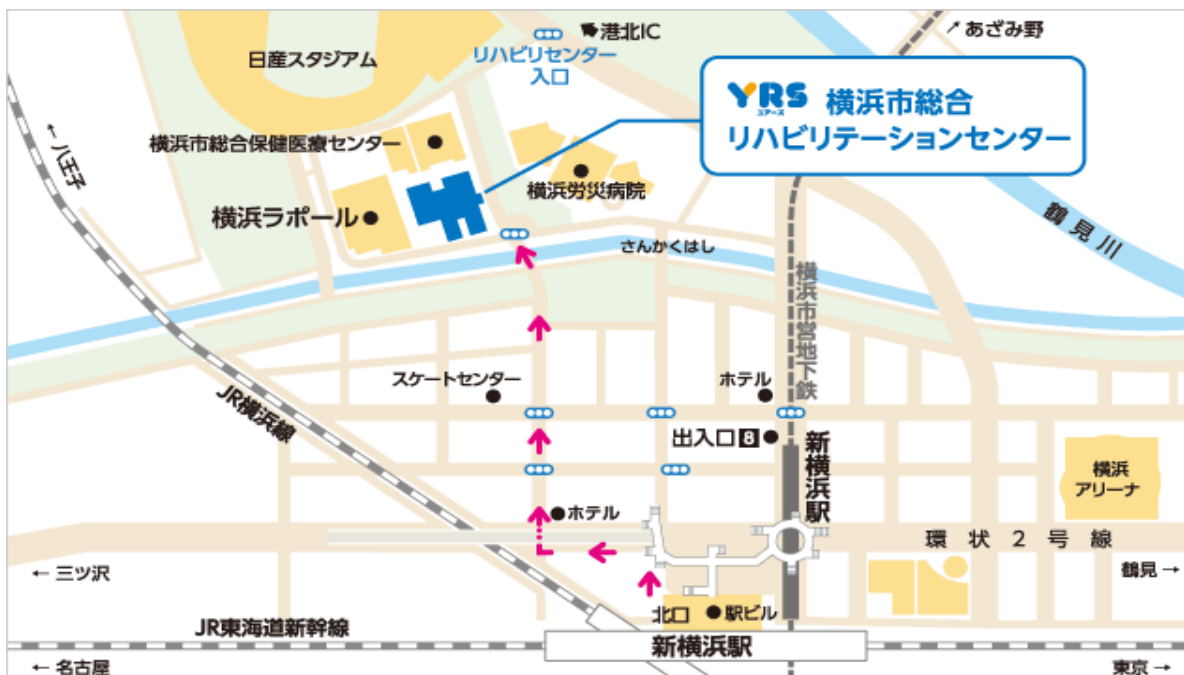 港北IC
あざみ野
日産スタジアム
リハビリセンター
入口
YRS
ユアーズ
横浜市総合
リハビリテーションセンター
八王子
横浜市総合保健医療センター
横浜労災病院
横浜ラポール
鶴見川
さんかくはし
横浜市営地下鉄
スケートセンター
ホテル
JR横浜線
出入口8
新横浜駅
横浜
アリーナ
ホテル
環状2号線
← 三ツ沢
鶴見 →
北口
駅ビル
JR東海道新幹線
新横浜駅
← 名古屋
東京 →